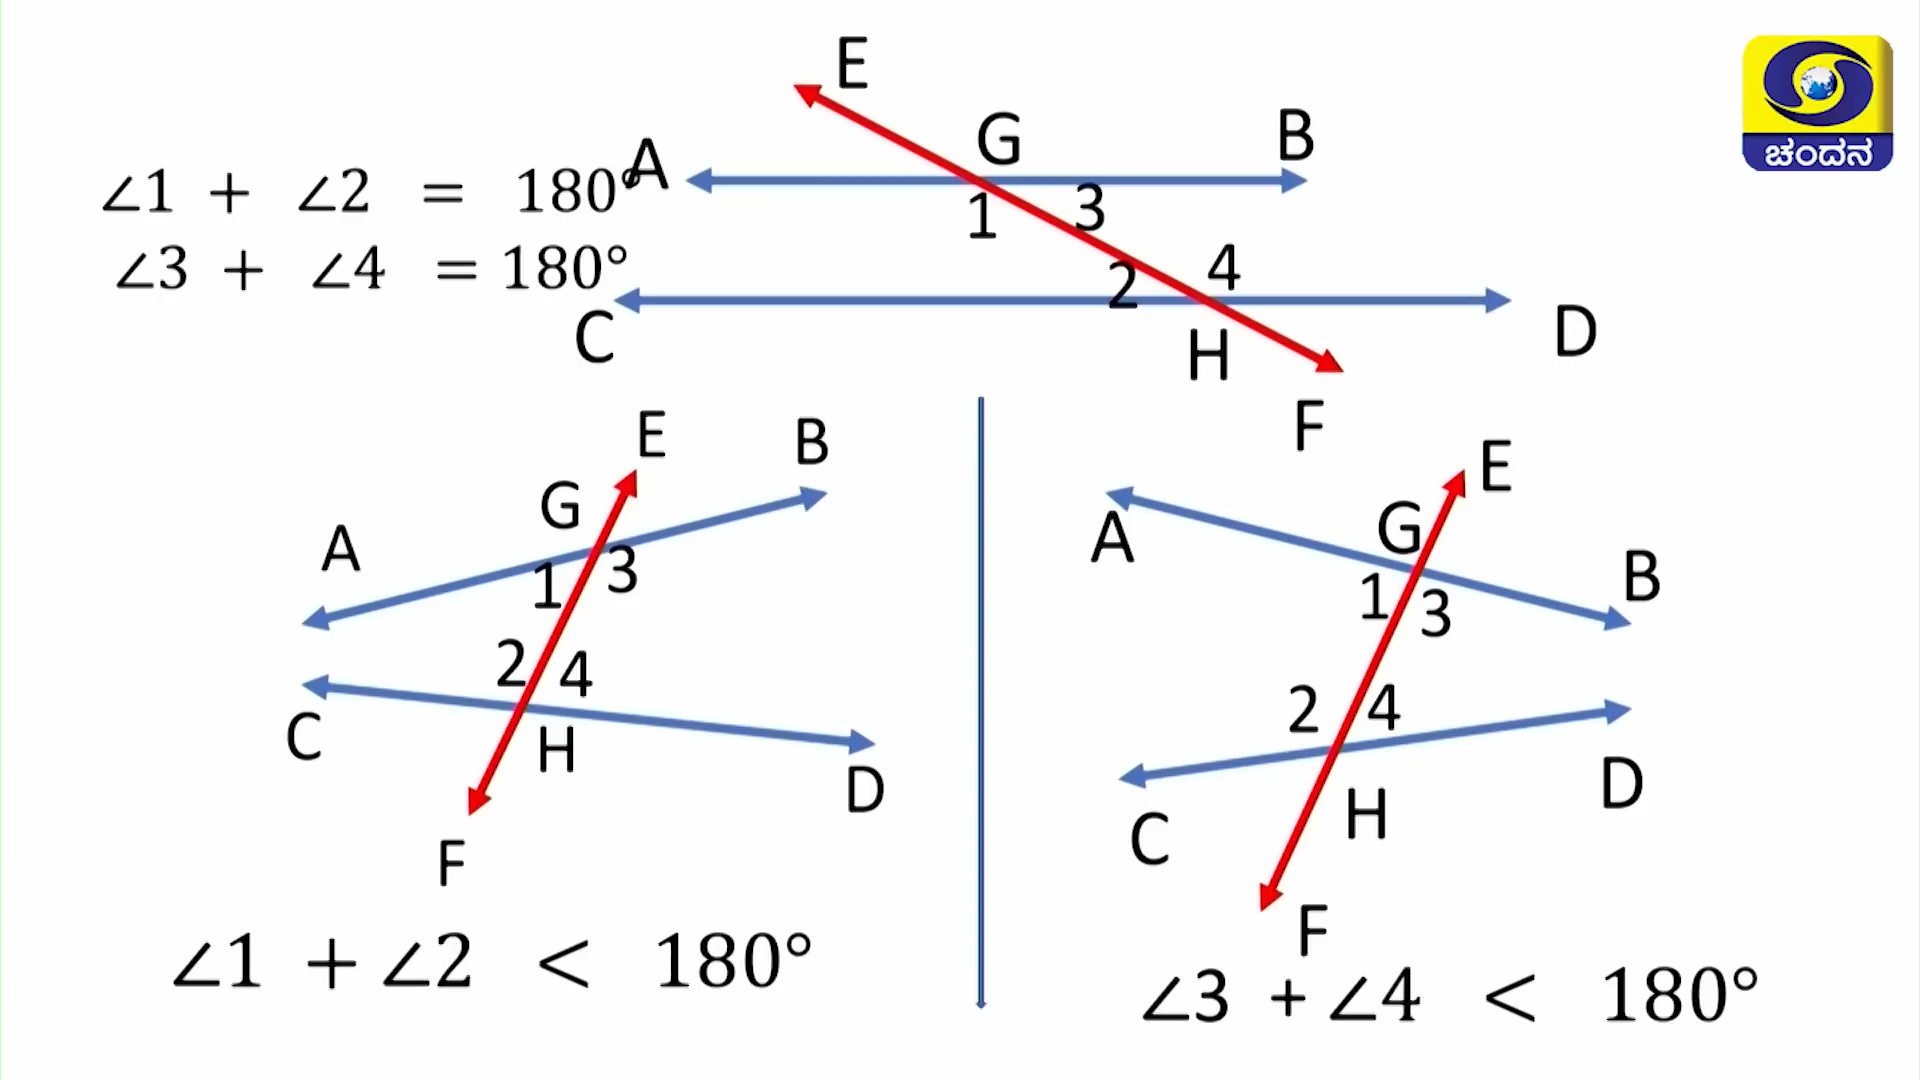 E
G
B
A
∠1 + ∠2 = 180°
1
3
∠3 + ∠4 = 180°
2
4
C
H
D
F
E
B
G
A
1
3
2
4
C
H
D
F
∠1 + ∠2 < 180°
E
G
A
B
1
3
2
4
D
H
C
F
∠3 + ∠4 < 180°
ಚಂದನ